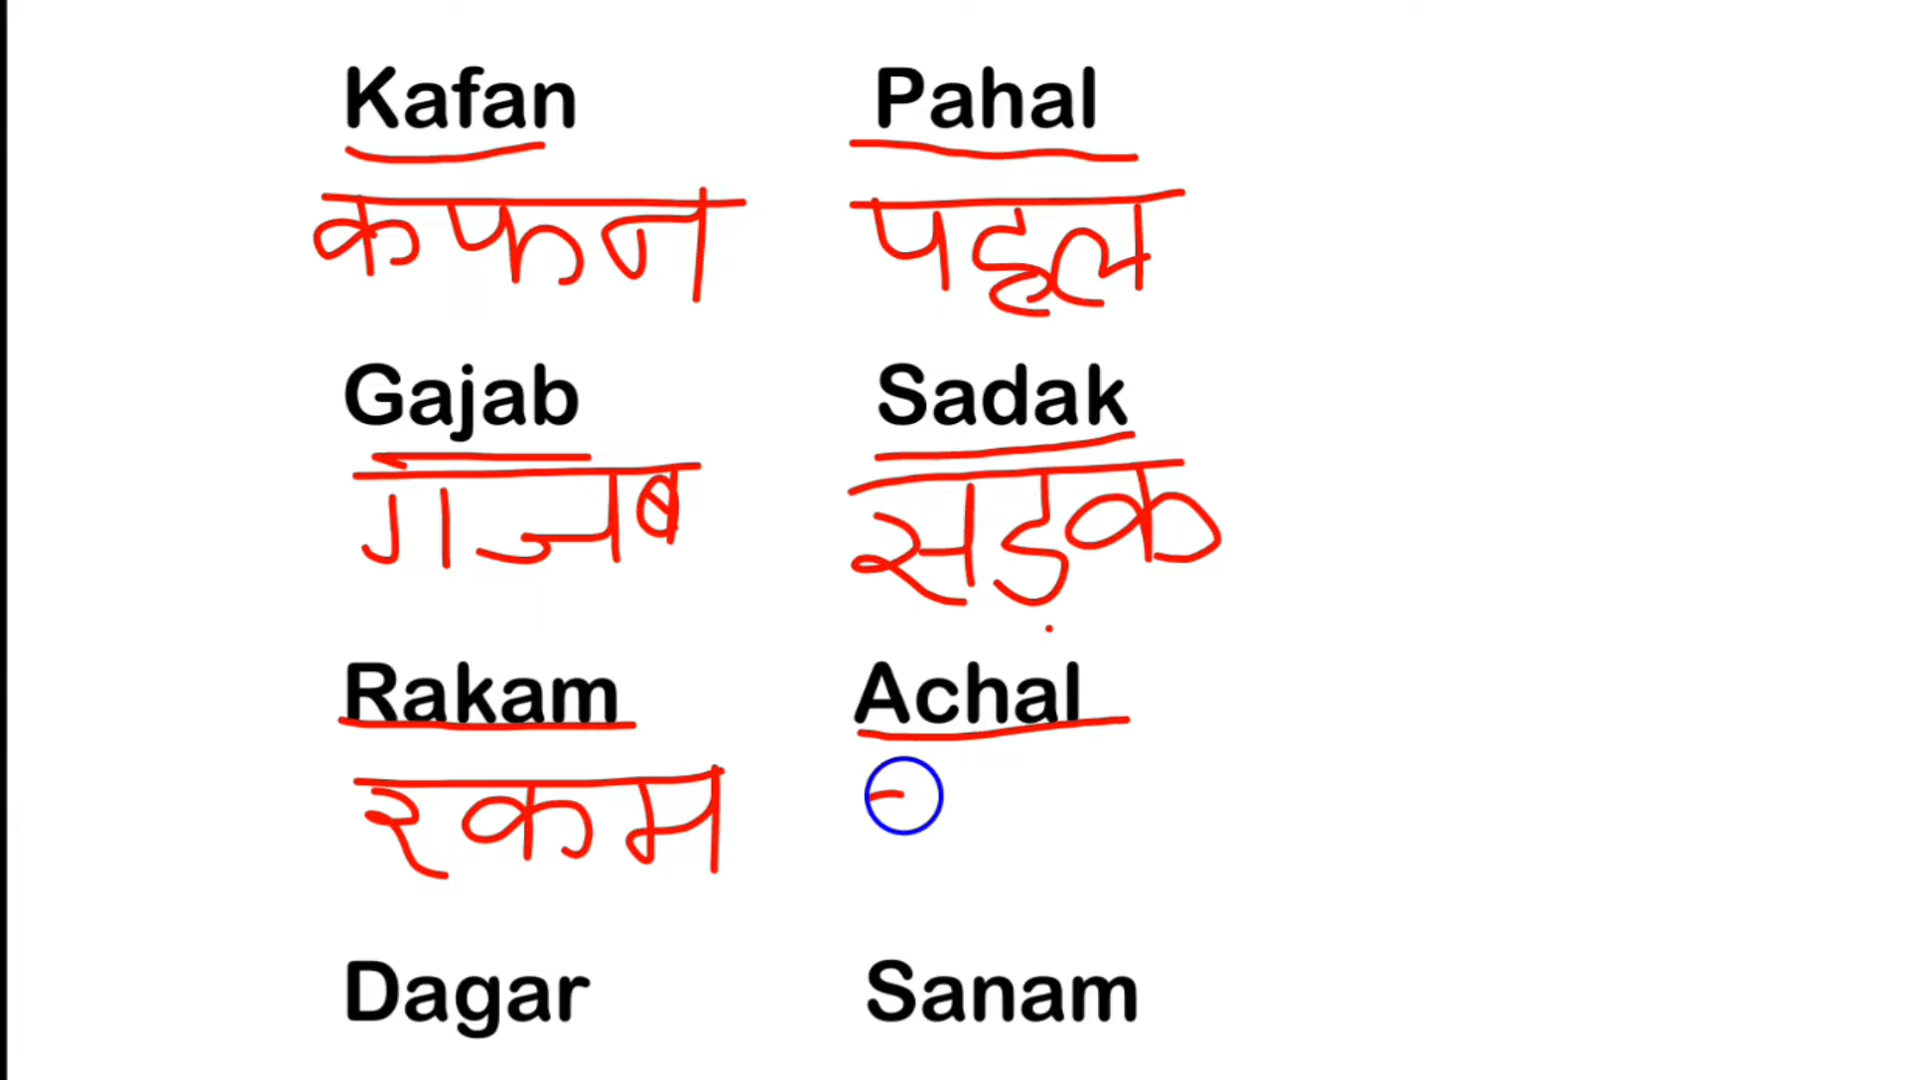 Kafan Pahal
कफन पहल
Gajab Sadak
गजब सड़क
Rakam Achal
रकम
Dagar Sanam